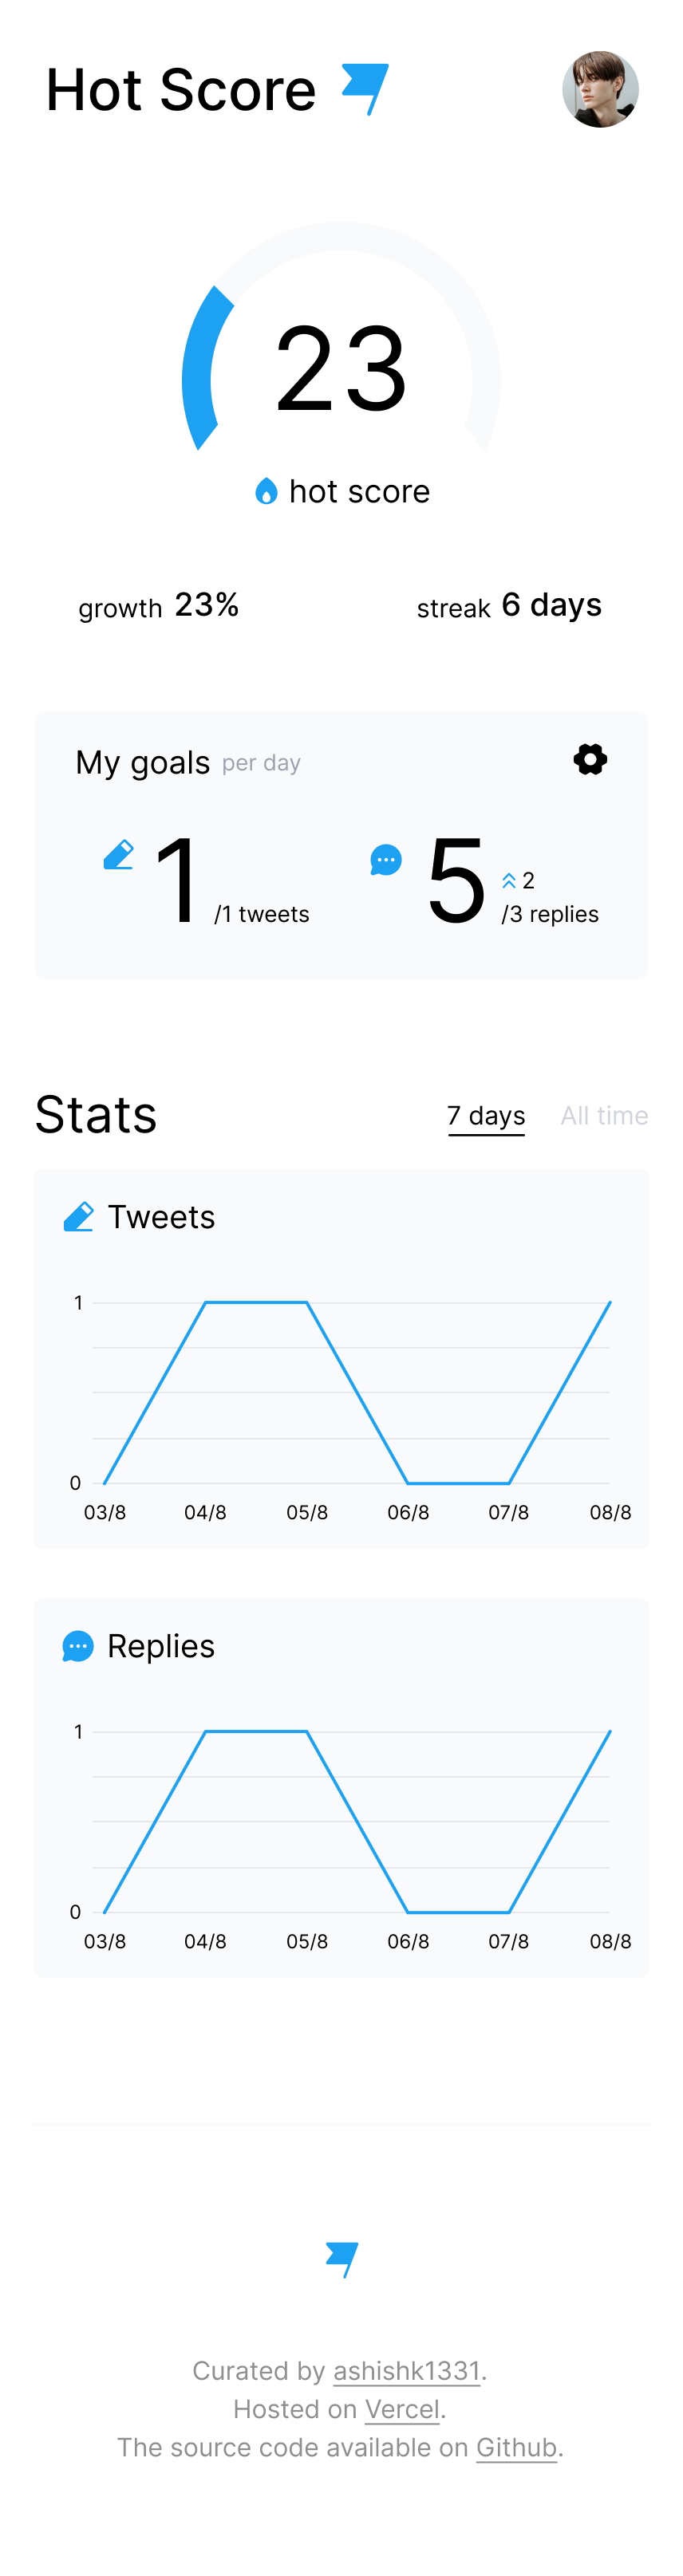 Hot Score
23
hot score
growth 23%
streak 6 days
My goals per day
1 /1 tweets
5 2 /3 replies
Stats
7 days All time
Tweets
1
0
03/8 04/8 05/8 06/8 07/8 08/8
Replies
1
0
03/8 04/8 05/8 06/8 07/8 08/8
Curated by ashishk1331.
Hosted on Vercel.
The source code available on Github.